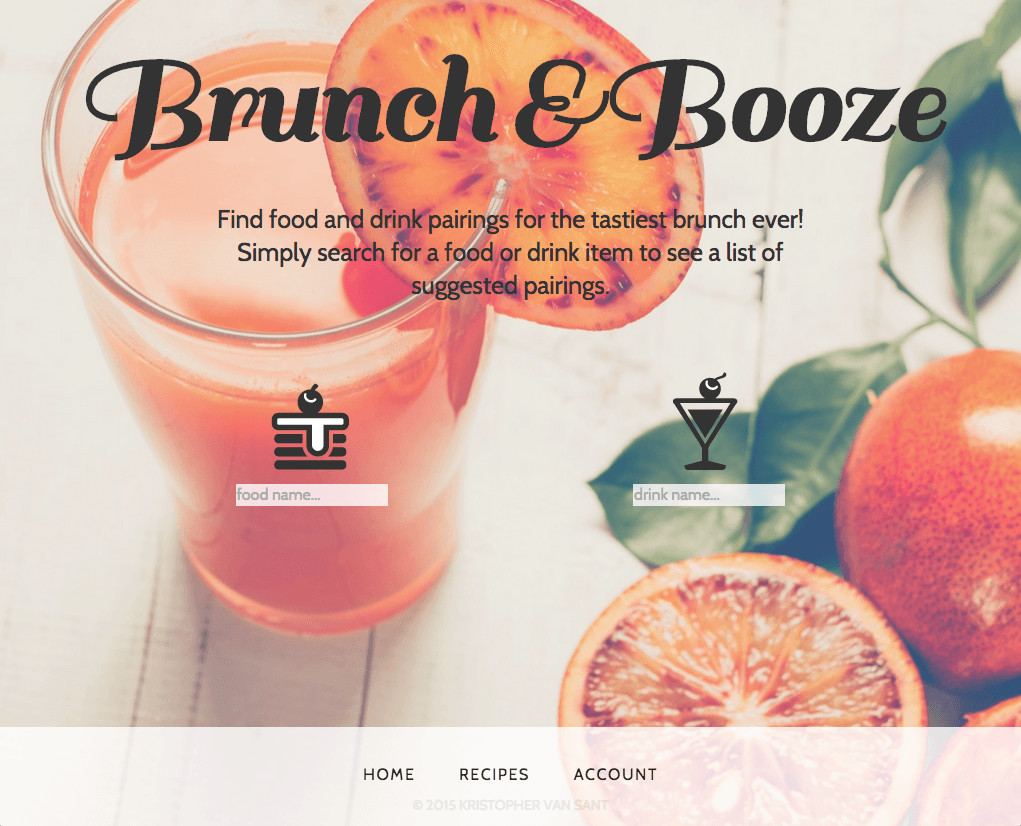 Brunch & Booze
Find food and drink pairings for the tastiest brunch ever!
Simply search for a food or drink item to see a list of
suggested pairings.
food name...
drink name...
HOME RECIPES ACCOUNT
© 2015 KRISTOPHER VAN SANT